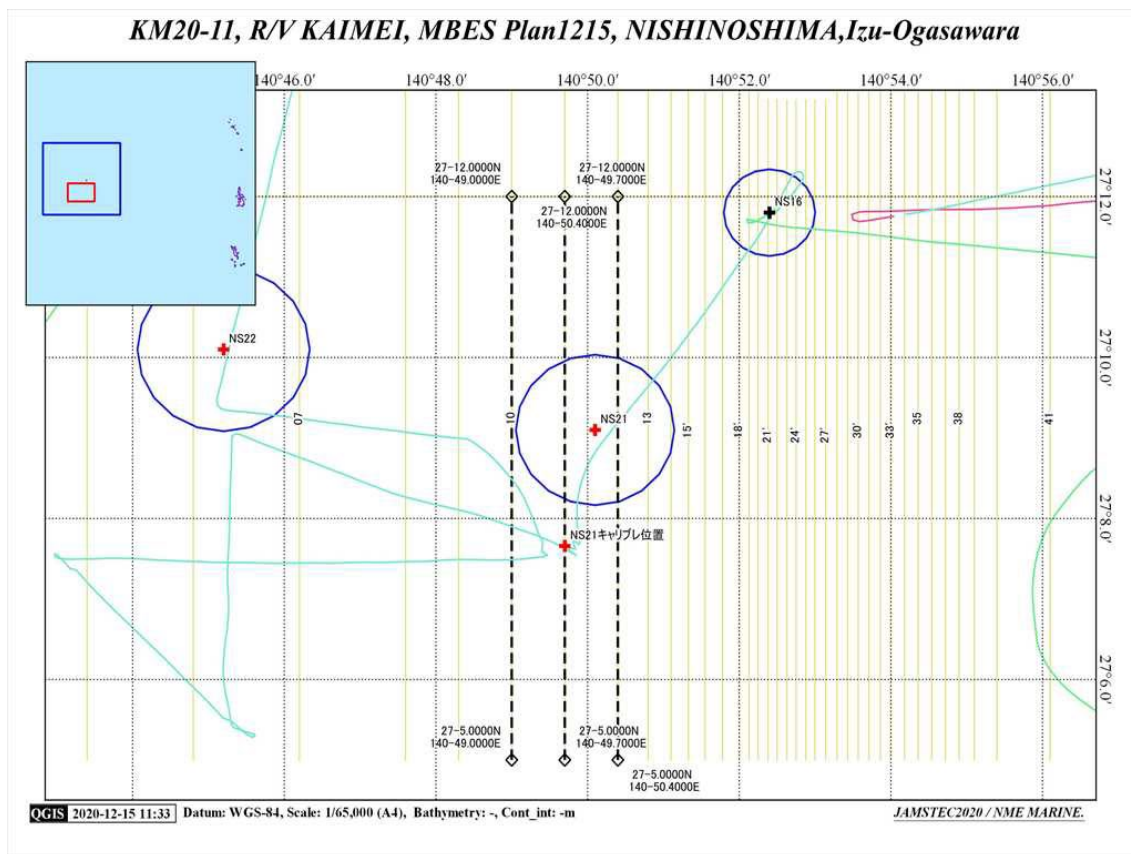 KM20-11, R/V KAIMEI, MBES Plan1215, NISHINOSHIMA,Izu-Ogasawara
140°46.0'
140°48.0'
140°50.0'
140°52.0'
140°54.0'
140°56.0'
27-12.0000N
140-49.0000E
27-12.0000N
140-49.7000E
27-12.0000N
140-50.4000E
NS16
27°12.0'
NS22
27°10.0'
07
10
NS21
13
15'
18
21'
24'
27'
30'
33'
35
38
41
27°8.0'
NS21キャリブレ位置
27°6.0'
27-5.0000N
140-49.0000E
27-5.0000N
140-49.7000E
27-5.0000N
140-50.4000E
QGIS 2020-12-15 11:33 Datum: WGS-84, Scale: 1/65,000 (A4), Bathymetry: -, Cont_int: -m
JAMSTEC2020 / NME MARINE.